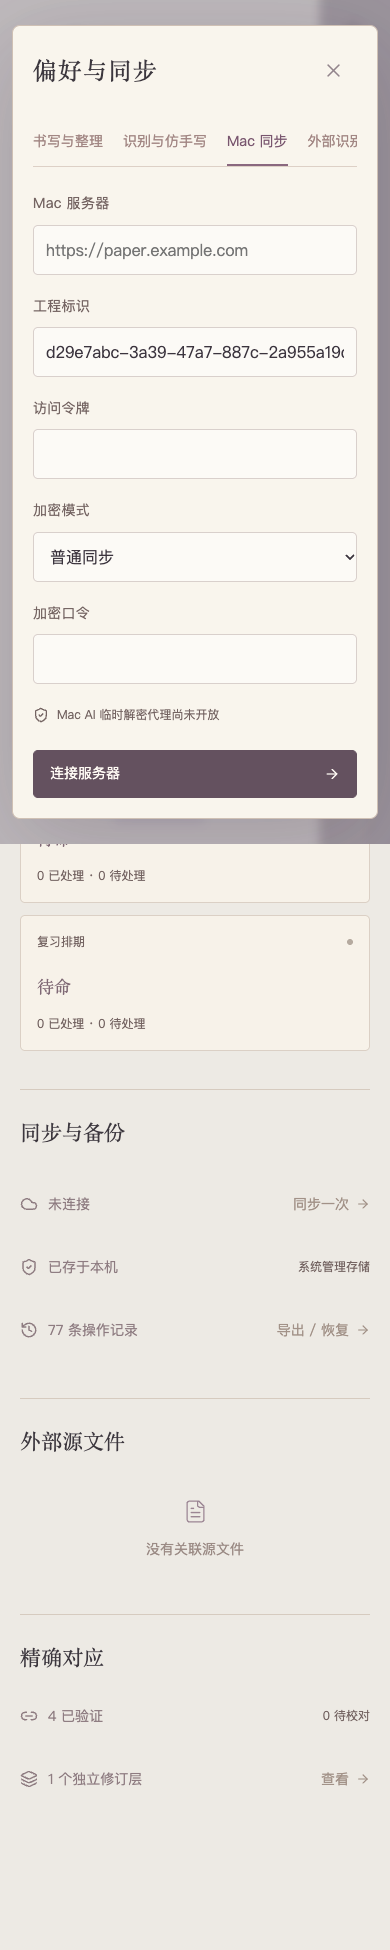 偏好与同步
书写与整理 识别与仿手写 Mac 同步 外部识别
Mac 服务器
https://paper.example.com
工程标识
d29e7abc-3a39-47a7-887c-2a955a19
访问令牌
加密模式
普通同步
加密口令
Mac AI 临时解密代理尚未开放
连接服务器
0 已处理 · 0 待处理
复习排期
待命
0 已处理 · 0 待处理
同步与备份
未连接 同步一次
已存于本机 系统管理存储
77 条操作记录 导出 / 恢复
外部源文件
没有关联源文件
精确对应
4 已验证 0 待校对
1 个独立修订层 查看